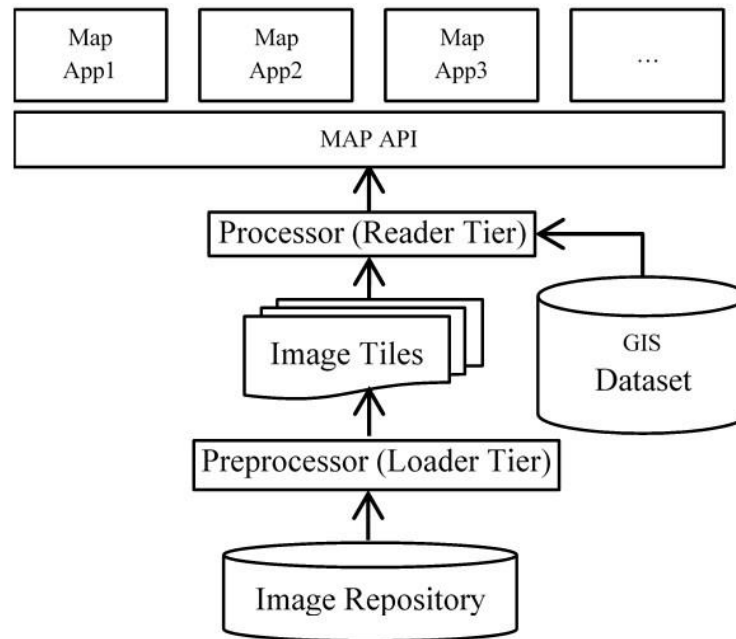 Map
App1
Map
App2
Map
App3
...
MAP API
Processor (Reader Tier)
Image Tiles
GIS
Dataset
Preprocessor (Loader Tier)
Image Repository